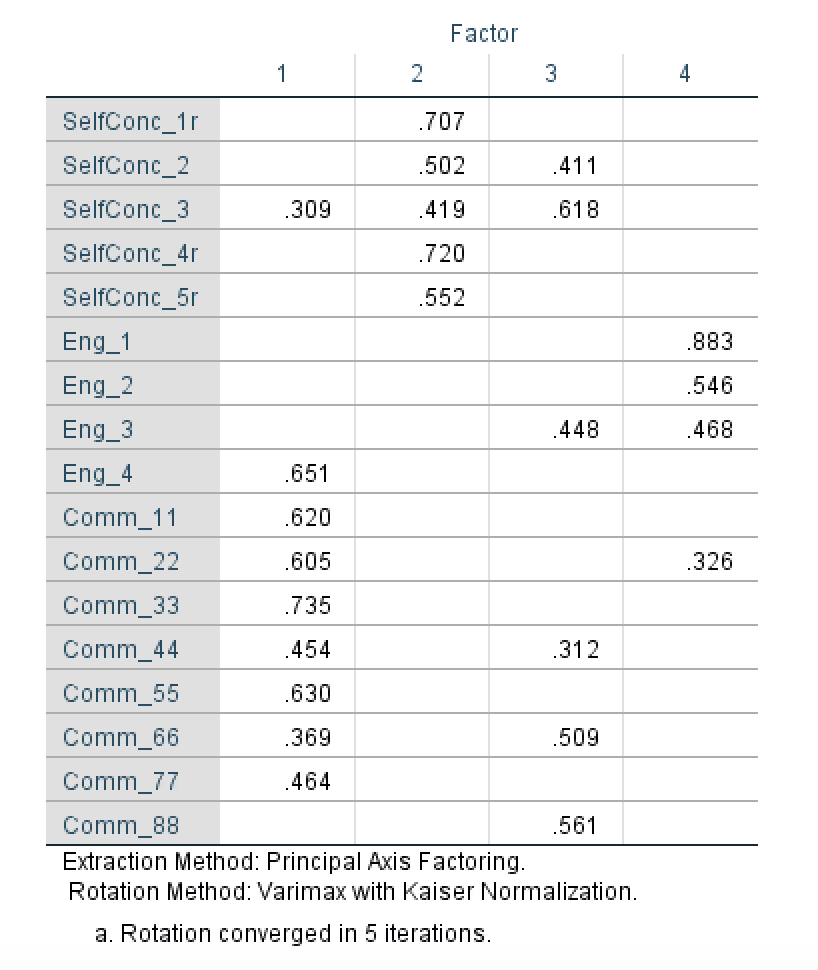 Factor
1 2 3 4
SelfConc_1r .707
SelfConc_2 .502 .411
SelfConc_3 .309 .419 .618
SelfConc_4r .720
SelfConc_5r .552
Eng_1 .883
Eng_2 .546
Eng_3 .448 .468
Eng_4 .651
Comm_11 .620
Comm_22 .605 .326
Comm_33 .735
Comm_44 .454 .312
Comm_55 .630
Comm_66 .369 .509
Comm_77 .464
Comm_88 .561
Extraction Method: Principal Axis Factoring.
Rotation Method: Varimax with Kaiser Normalization.
a. Rotation converged in 5 iterations.